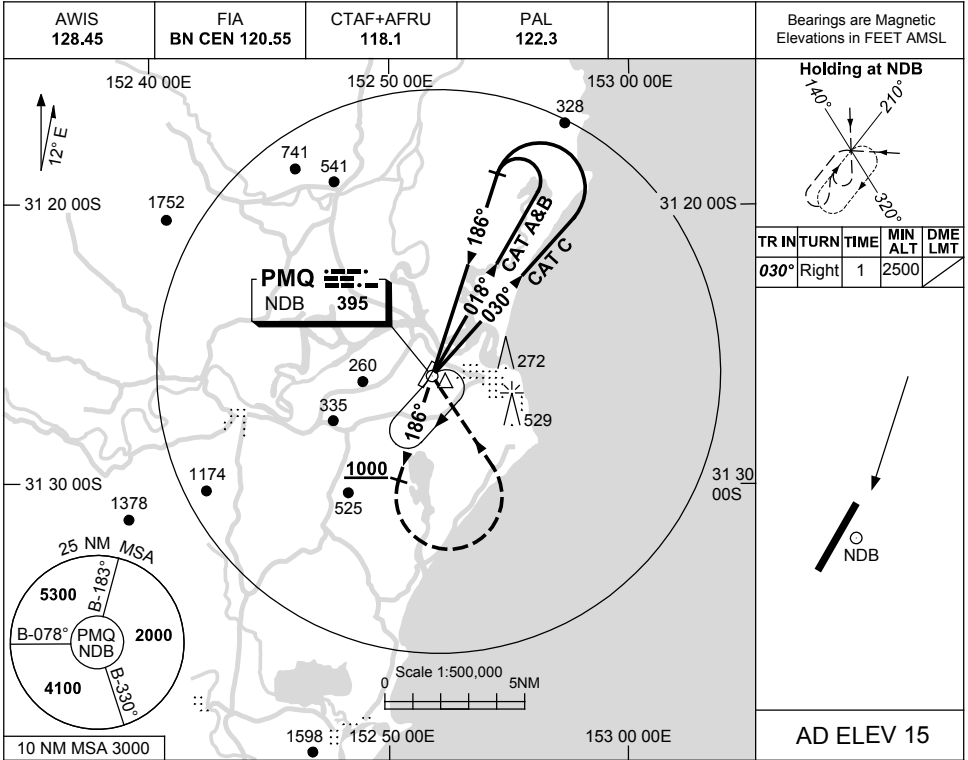 AWIS
128.45
FIA
BN CEN 120.55
CTAF+AFRU
118.1
PAL
122.3
Bearings are Magnetic
Elevations in FEET AMSL
152 40 00E
152 50 00E
153 00 00E
12° E
328
741
541
1752
31 20 00S
31 20 00S
186°
018°
CAT A&B
030°
CAT C
PMQ
NDB 395
260
272
335
529
186°
1000
1174
525
31 30 00S
31 30
00S
1378
25 NM MSA
5300
B-183°
B-078°
PMQ
NDB
2000
4100
B-330°
10 NM MSA 3000
Scale 1:500,000
0 5NM
1598
152 50 00E
153 00 00E
Holding at NDB
140°
210°
320°
TR IN TURN TIME MIN ALT DME LMT
030° Right 1 2500
NDB
AD ELEV 15